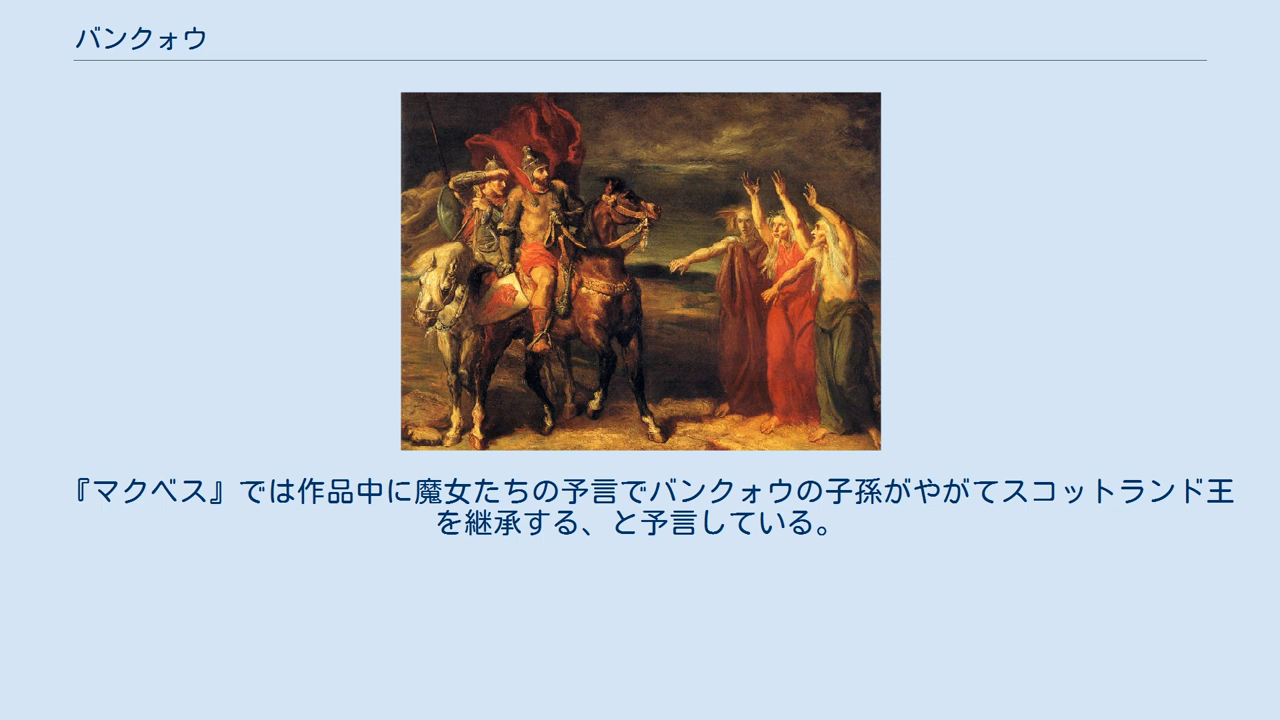 バンクォウ
『マクベス』では作品中に魔女たちの予言でバンクォウの子孫がやがてスコットランド王
を継承する、と予言している。